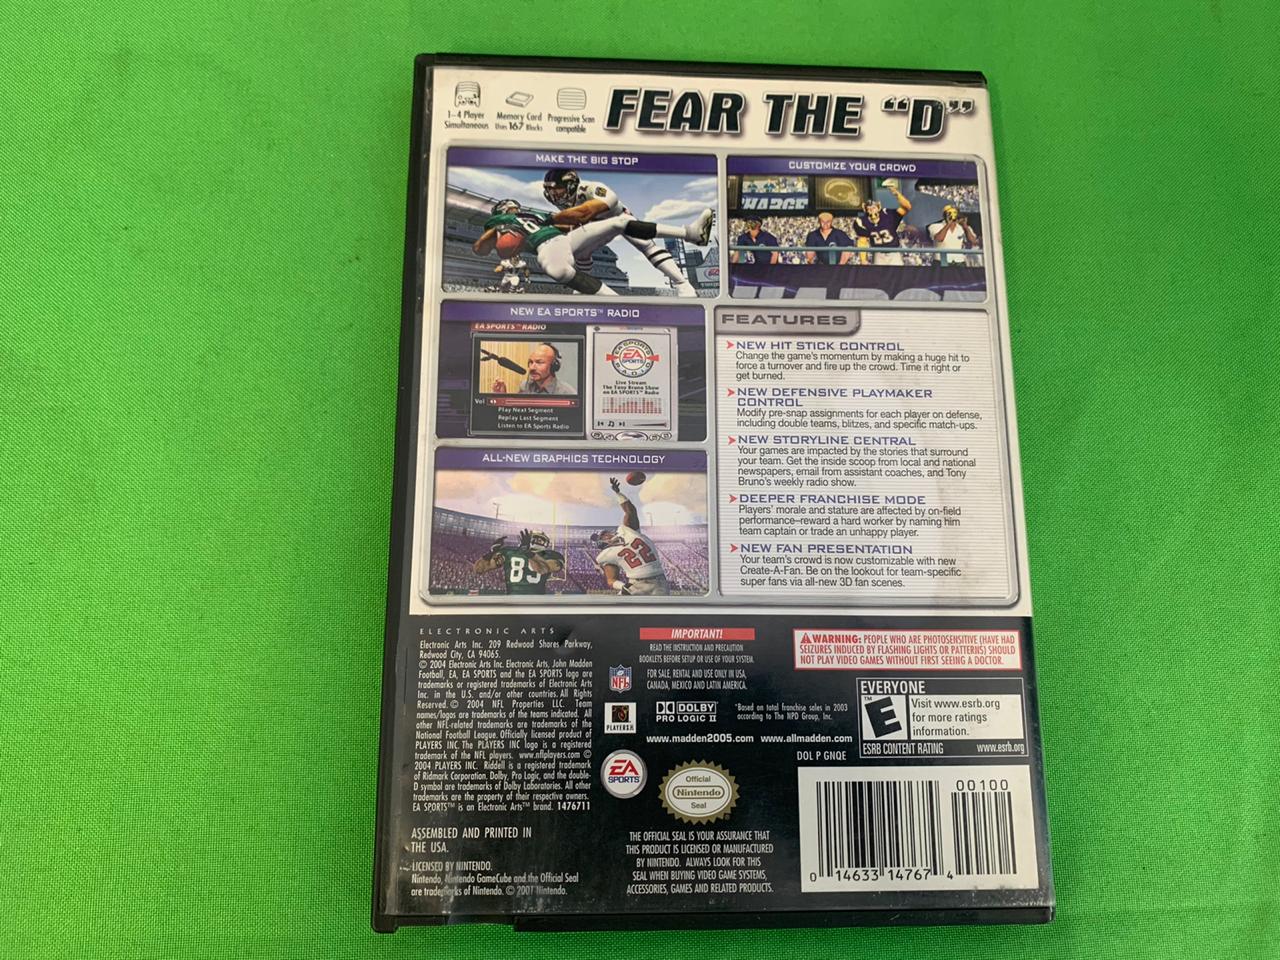 FEAR THE "D"
1–4 Player
Simultaneous
Memory Card
Uses 167 Blocks
Progressive Scan
compatible
MAKE THE BIG STOP
CUSTOMIZE YOUR CROWD
HARGE
23
NEW EA SPORTS™ RADIO
EA SPORTS™ RADIO
Vol
Play Next Segment
Replay Last Segment
Listen to EA Sports Radio
EA SPORTS
RADIO
Live Stream
The Tony Bruno Show
on EA SPORTS™ Radio
ALL-NEW GRAPHICS TECHNOLOGY
22
FEATURES
NEW HIT STICK CONTROL
Change the game's momentum by making a huge hit to
force a turnover and fire up the crowd. Time it right or
get burned.
NEW DEFENSIVE PLAYMAKER
CONTROL
Modify pre-snap assignments for each player on defense,
including double teams, blitzes, and specific match-ups.
NEW STORYLINE CENTRAL
Your games are impacted by the stories that surround
your team. Get the inside scoop from local and national
newspapers, email from assistant coaches, and Tony
Bruno's weekly radio show.
DEEPER FRANCHISE MODE
Players' morale and stature are affected by on-field
performance–reward a hard worker by naming him
team captain or trade an unhappy player.
NEW FAN PRESENTATION
Your team's crowd is now customizable with new
Create-A-Fan. Be on the lookout for team-specific
super fans via all-new 3D fan scenes.
ELECTRONIC ARTS
Electronic Arts Inc. 209 Redwood Shores Parkway,
Redwood City, CA 94065.
© 2004 Electronic Arts Inc. Electronic Arts, John Madden
Football, EA, EA SPORTS and the EA SPORTS logo are
trademarks or registered trademarks of Electronic Arts
Inc. in the U.S. and/or other countries. All Rights
Reserved. © 2004 NFL Properties LLC. Team
names/logos are trademarks of the teams indicated. All
other NFL-related trademarks are trademarks of the
National Football League. Officially licensed product of
PLAYERS INC. The PLAYERS INC logo is a registered
trademark of the NFL players. www.nflplayers.com ©
2004 PLAYERS INC. Riddell is a registered trademark
of Ridmark Corporation. Dolby, Pro Logic, and the double-
D symbol are trademarks of Dolby Laboratories. All other
trademarks are the property of their respective owners.
EA SPORTS™ is an Electronic Arts™ brand. 1476711
ASSEMBLED AND PRINTED IN
THE USA.
LICENSED BY NINTENDO.
Nintendo, Nintendo GameCube and the Official Seal
are trademarks of Nintendo. © 2001 Nintendo.
IMPORTANT!
READ THE INSTRUCTION AND PRECAUTION
BOOKLETS BEFORE SETUP OR USE OF YOUR SYSTEM.
FOR SALE, RENTAL AND USE ONLY IN USA,
CANADA, MEXICO AND LATIN AMERICA.
NFL
PLAYERS
DOLBY
PRO LOGIC II
*Based on total franchise sales in 2003
according to The NPD Group, Inc.
www.madden2005.com www.allmadden.com
EA
SPORTS
Official
Nintendo
Seal
THE OFFICIAL SEAL IS YOUR ASSURANCE THAT
THIS PRODUCT IS LICENSED OR MANUFACTURED
BY NINTENDO. ALWAYS LOOK FOR THIS
SEAL WHEN BUYING VIDEO GAME SYSTEMS,
ACCESSORIES, GAMES AND RELATED PRODUCTS.
WARNING: PEOPLE WHO ARE PHOTOSENSITIVE (HAVE HAD
SEIZURES INDUCED BY FLASHING LIGHTS OR PATTERNS) SHOULD
NOT PLAY VIDEO GAMES WITHOUT FIRST SEEING A DOCTOR.
EVERYONE
E
Visit www.esrb.org
for more ratings
information.
ESRB CONTENT RATING www.esrb.org
DOL P GNQE
00100
0 14633 14767 4